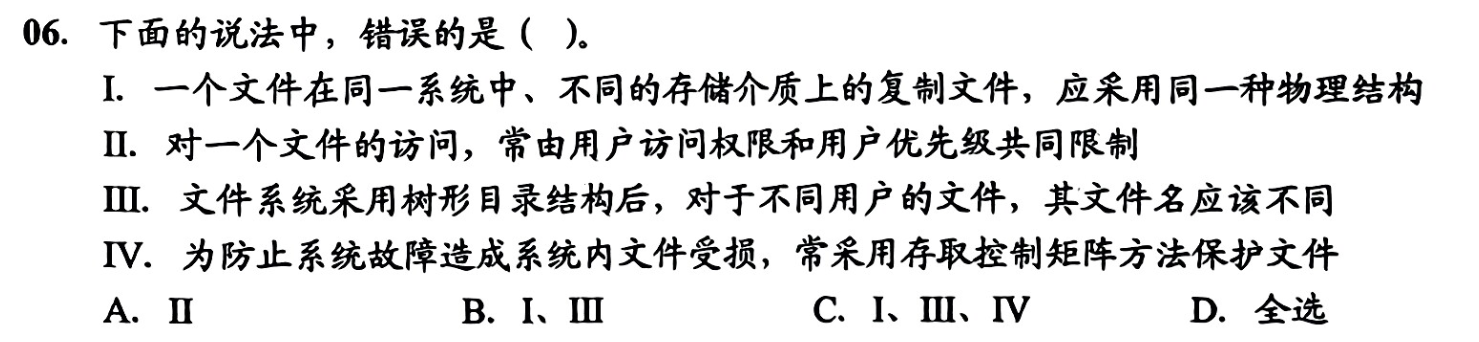 06. 下面的说法中，错误的是（ ）。
I. 一个文件在同一系统中、不同的存储介质上的复制文件，应采用同一种物理结构
II. 对一个文件的访问，常由用户访问权限和用户优先级共同限制
III. 文件系统采用树形目录结构后，对于不同用户的文件，其文件名应该不同
IV. 为防止系统故障造成系统内文件受损，常采用存取控制矩阵方法保护文件
A. II B. I、III C. I、III、IV D. 全选